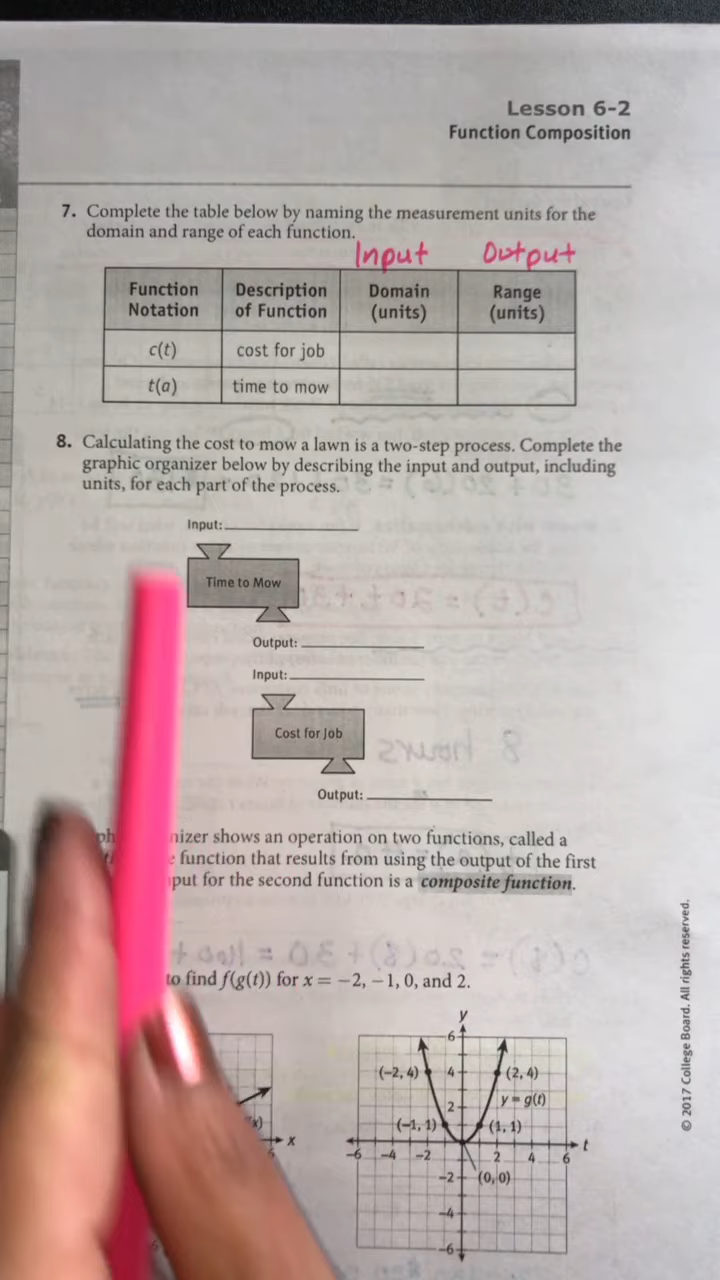 Lesson 6-2
Function Composition
7. Complete the table below by naming the measurement units for the
domain and range of each function.
Input Output
Function Notation Description of Function Domain (units) Range (units)
c(t) cost for job
t(a) time to mow
8. Calculating the cost to mow a lawn is a two-step process. Complete the
graphic organizer below by describing the input and output, including
units, for each part of the process.
Input:
Time to Mow
Output:
Input:
Cost for Job
Output:
nizer shows an operation on two functions, called a
function that results from using the output of the first
put for the second function is a composite function.
to find f(g(t)) for x = −2, −1, 0, and 2.
y
6
(−2, 4) 4 (2, 4)
2 y = g(t)
(−1, 1) (1, 1)
x −6 −4 −2 2 4 6 t
−2 (0, 0)
−4
−6
© 2017 College Board. All rights reserved.